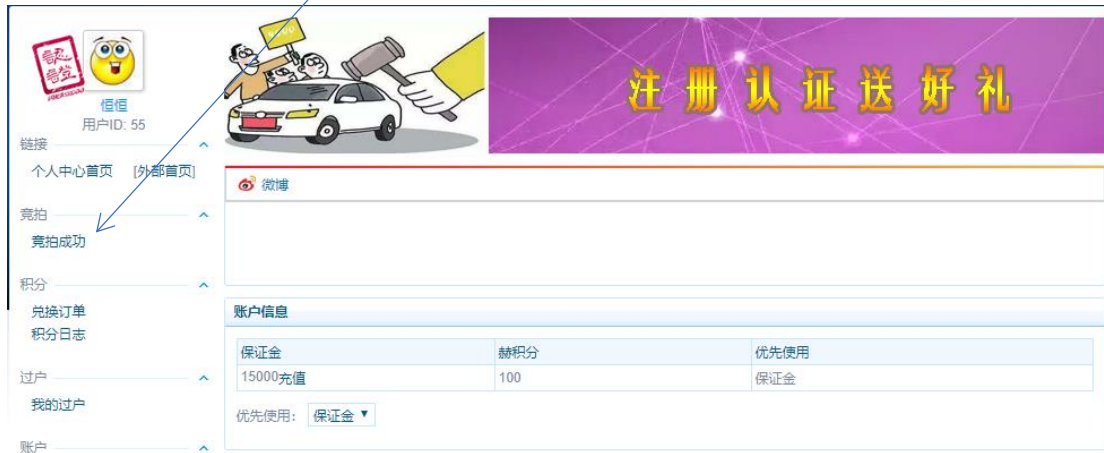 注册认证送好礼
恒恒
用户ID: 55
链接
个人中心首页 [外部首页]
竞拍
竟拍成功
积分
兑换订单
积分日志
过户
我的过户
账户
微博
账户信息
保证金 赫积分 优先使用
15000充值 100 保证金
优先使用: 保证金